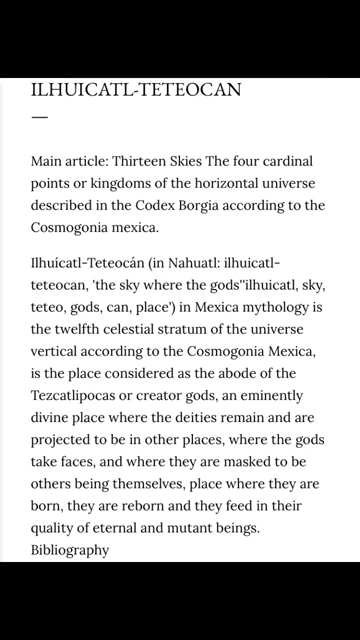 ILHUICATL-TETEOCAN
—
Main article: Thirteen Skies The four cardinal
points or kingdoms of the horizontal universe
described in the Codex Borgia according to the
Cosmogonia mexica.
Ilhuícatl-Teteocán (in Nahuatl: ilhuicatl-
teteocan, 'the sky where the gods''ilhuicatl, sky,
teteo, gods, can, place') in Mexica mythology is
the twelfth celestial stratum of the universe
vertical according to the Cosmogonia Mexica,
is the place considered as the abode of the
Tezcatlipocas or creator gods, an eminently
divine place where the deities remain and are
projected to be in other places, where the gods
take faces, and where they are masked to be
others being themselves, place where they are
born, they are reborn and they feed in their
quality of eternal and mutant beings.
Bibliography